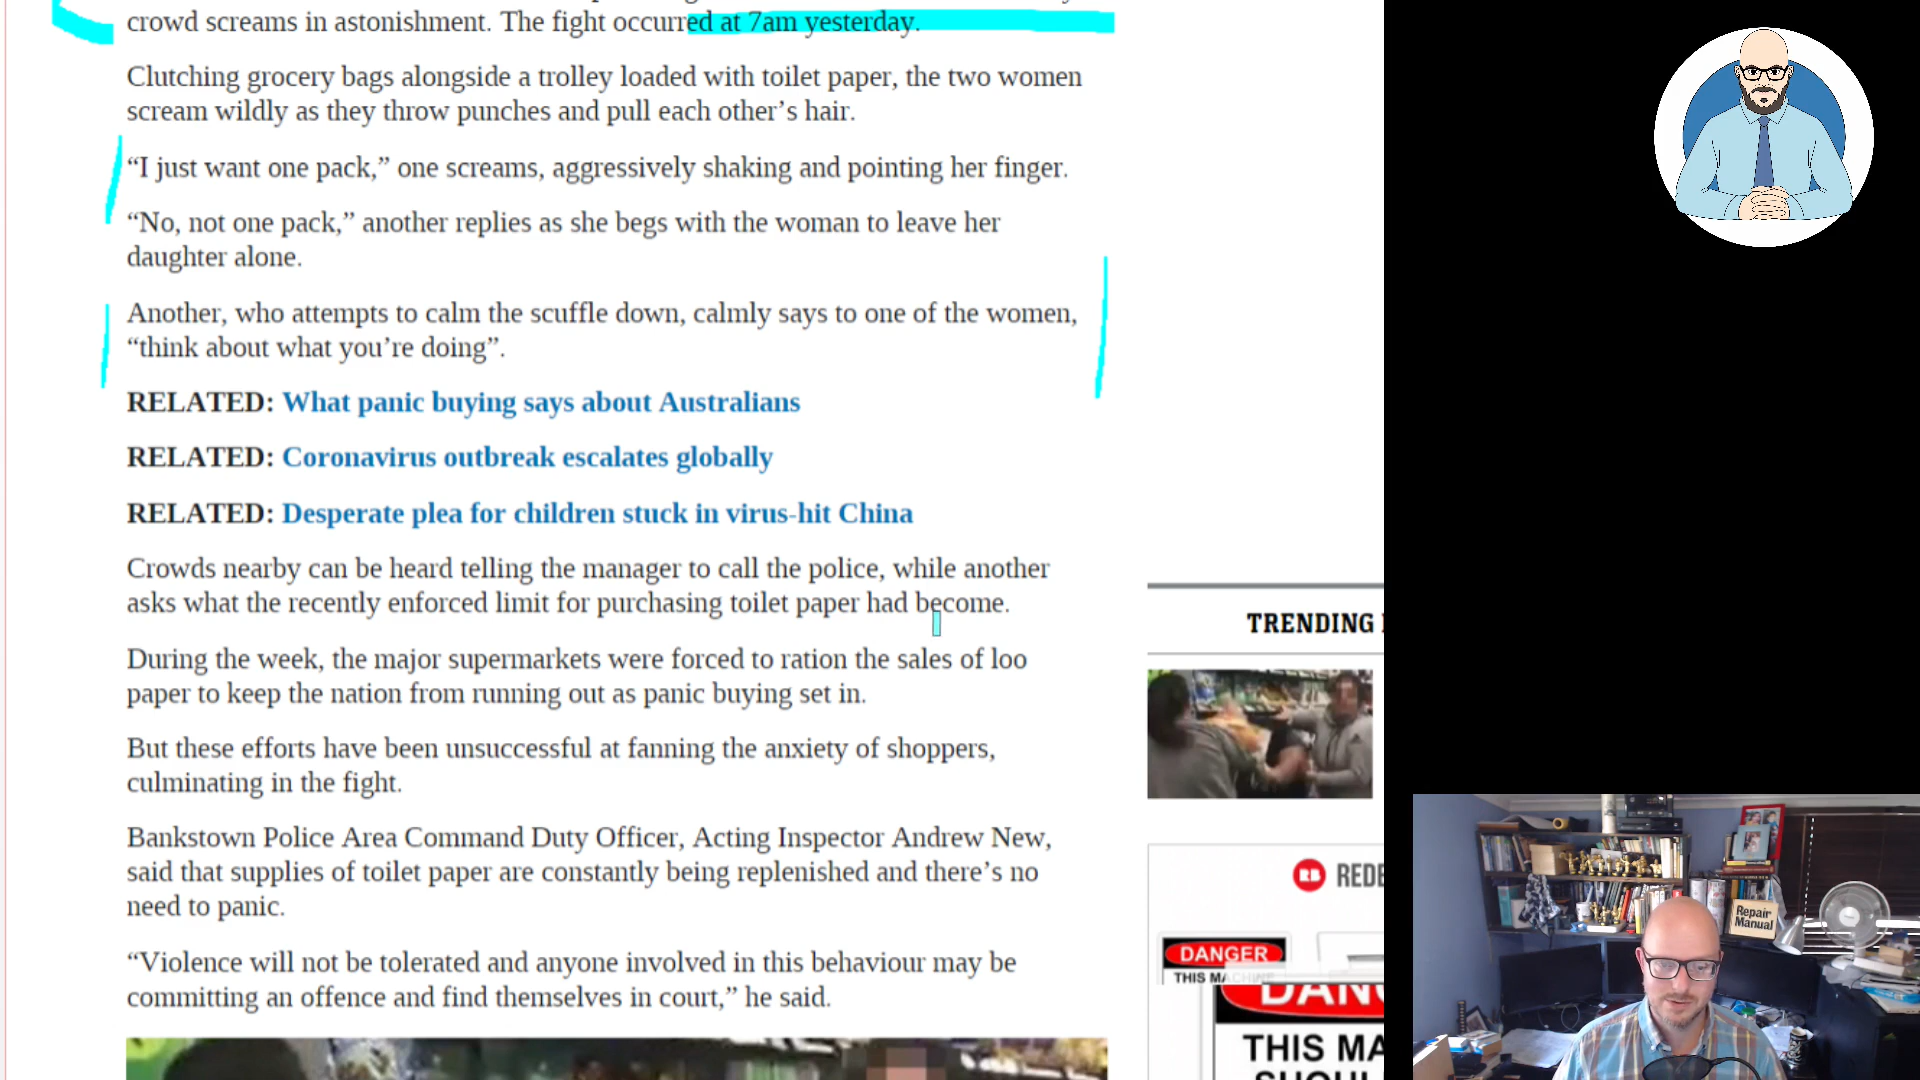 crowd screams in astonishment. The fight occurred at 7am yesterday.
Clutching grocery bags alongside a trolley loaded with toilet paper, the two women
scream wildly as they throw punches and pull each other’s hair.
“I just want one pack,” one screams, aggressively shaking and pointing her finger.
“No, not one pack,” another replies as she begs with the woman to leave her
daughter alone.
Another, who attempts to calm the scuffle down, calmly says to one of the women,
“think about what you’re doing”.
RELATED: What panic buying says about Australians
RELATED: Coronavirus outbreak escalates globally
RELATED: Desperate plea for children stuck in virus-hit China
Crowds nearby can be heard telling the manager to call the police, while another
asks what the recently enforced limit for purchasing toilet paper had become.
During the week, the major supermarkets were forced to ration the sales of loo
paper to keep the nation from running out as panic buying set in.
But these efforts have been unsuccessful at fanning the anxiety of shoppers,
culminating in the fight.
Bankstown Police Area Command Duty Officer, Acting Inspector Andrew New,
said that supplies of toilet paper are constantly being replenished and there’s no
need to panic.
“Violence will not be tolerated and anyone involved in this behaviour may be
committing an offence and find themselves in court,” he said.
TRENDING
RB REDB
DANGER
THIS MACHINE
DANG
THIS MA
SHOUL
Repair
Manual